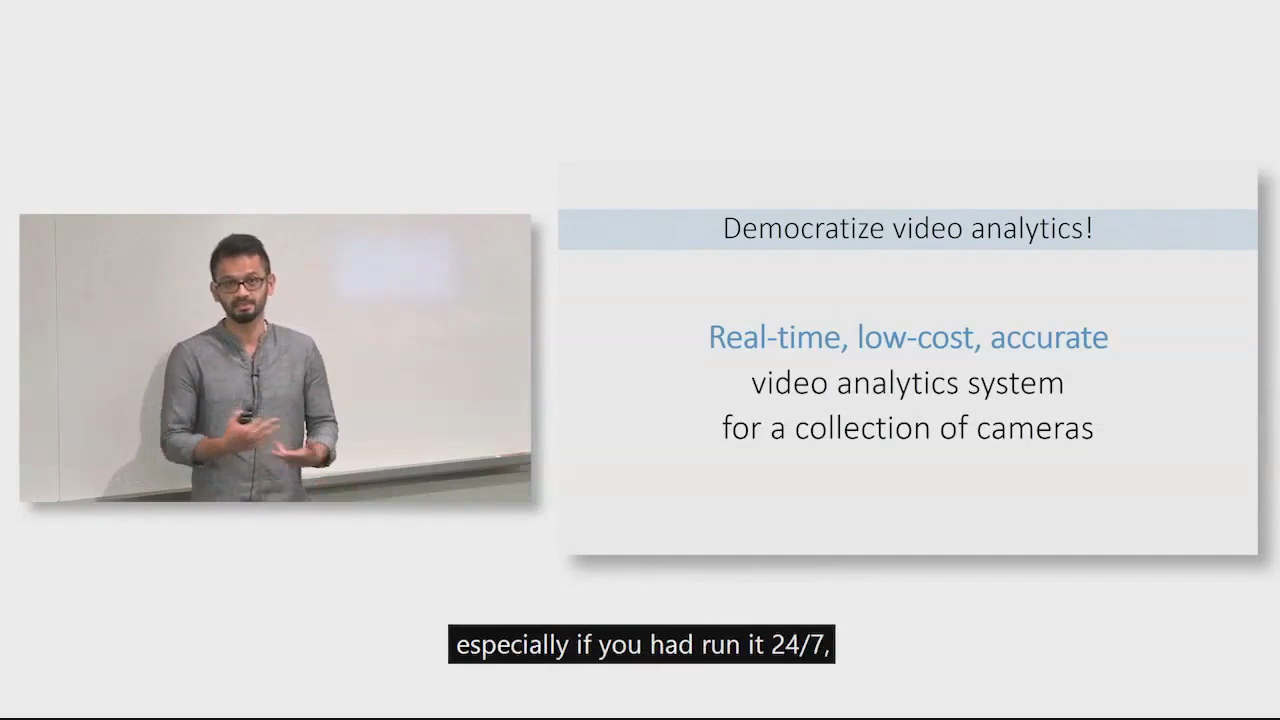 Democratize video analytics!
Real-time, low-cost, accurate
video analytics system
for a collection of cameras
especially if you had run it 24/7,